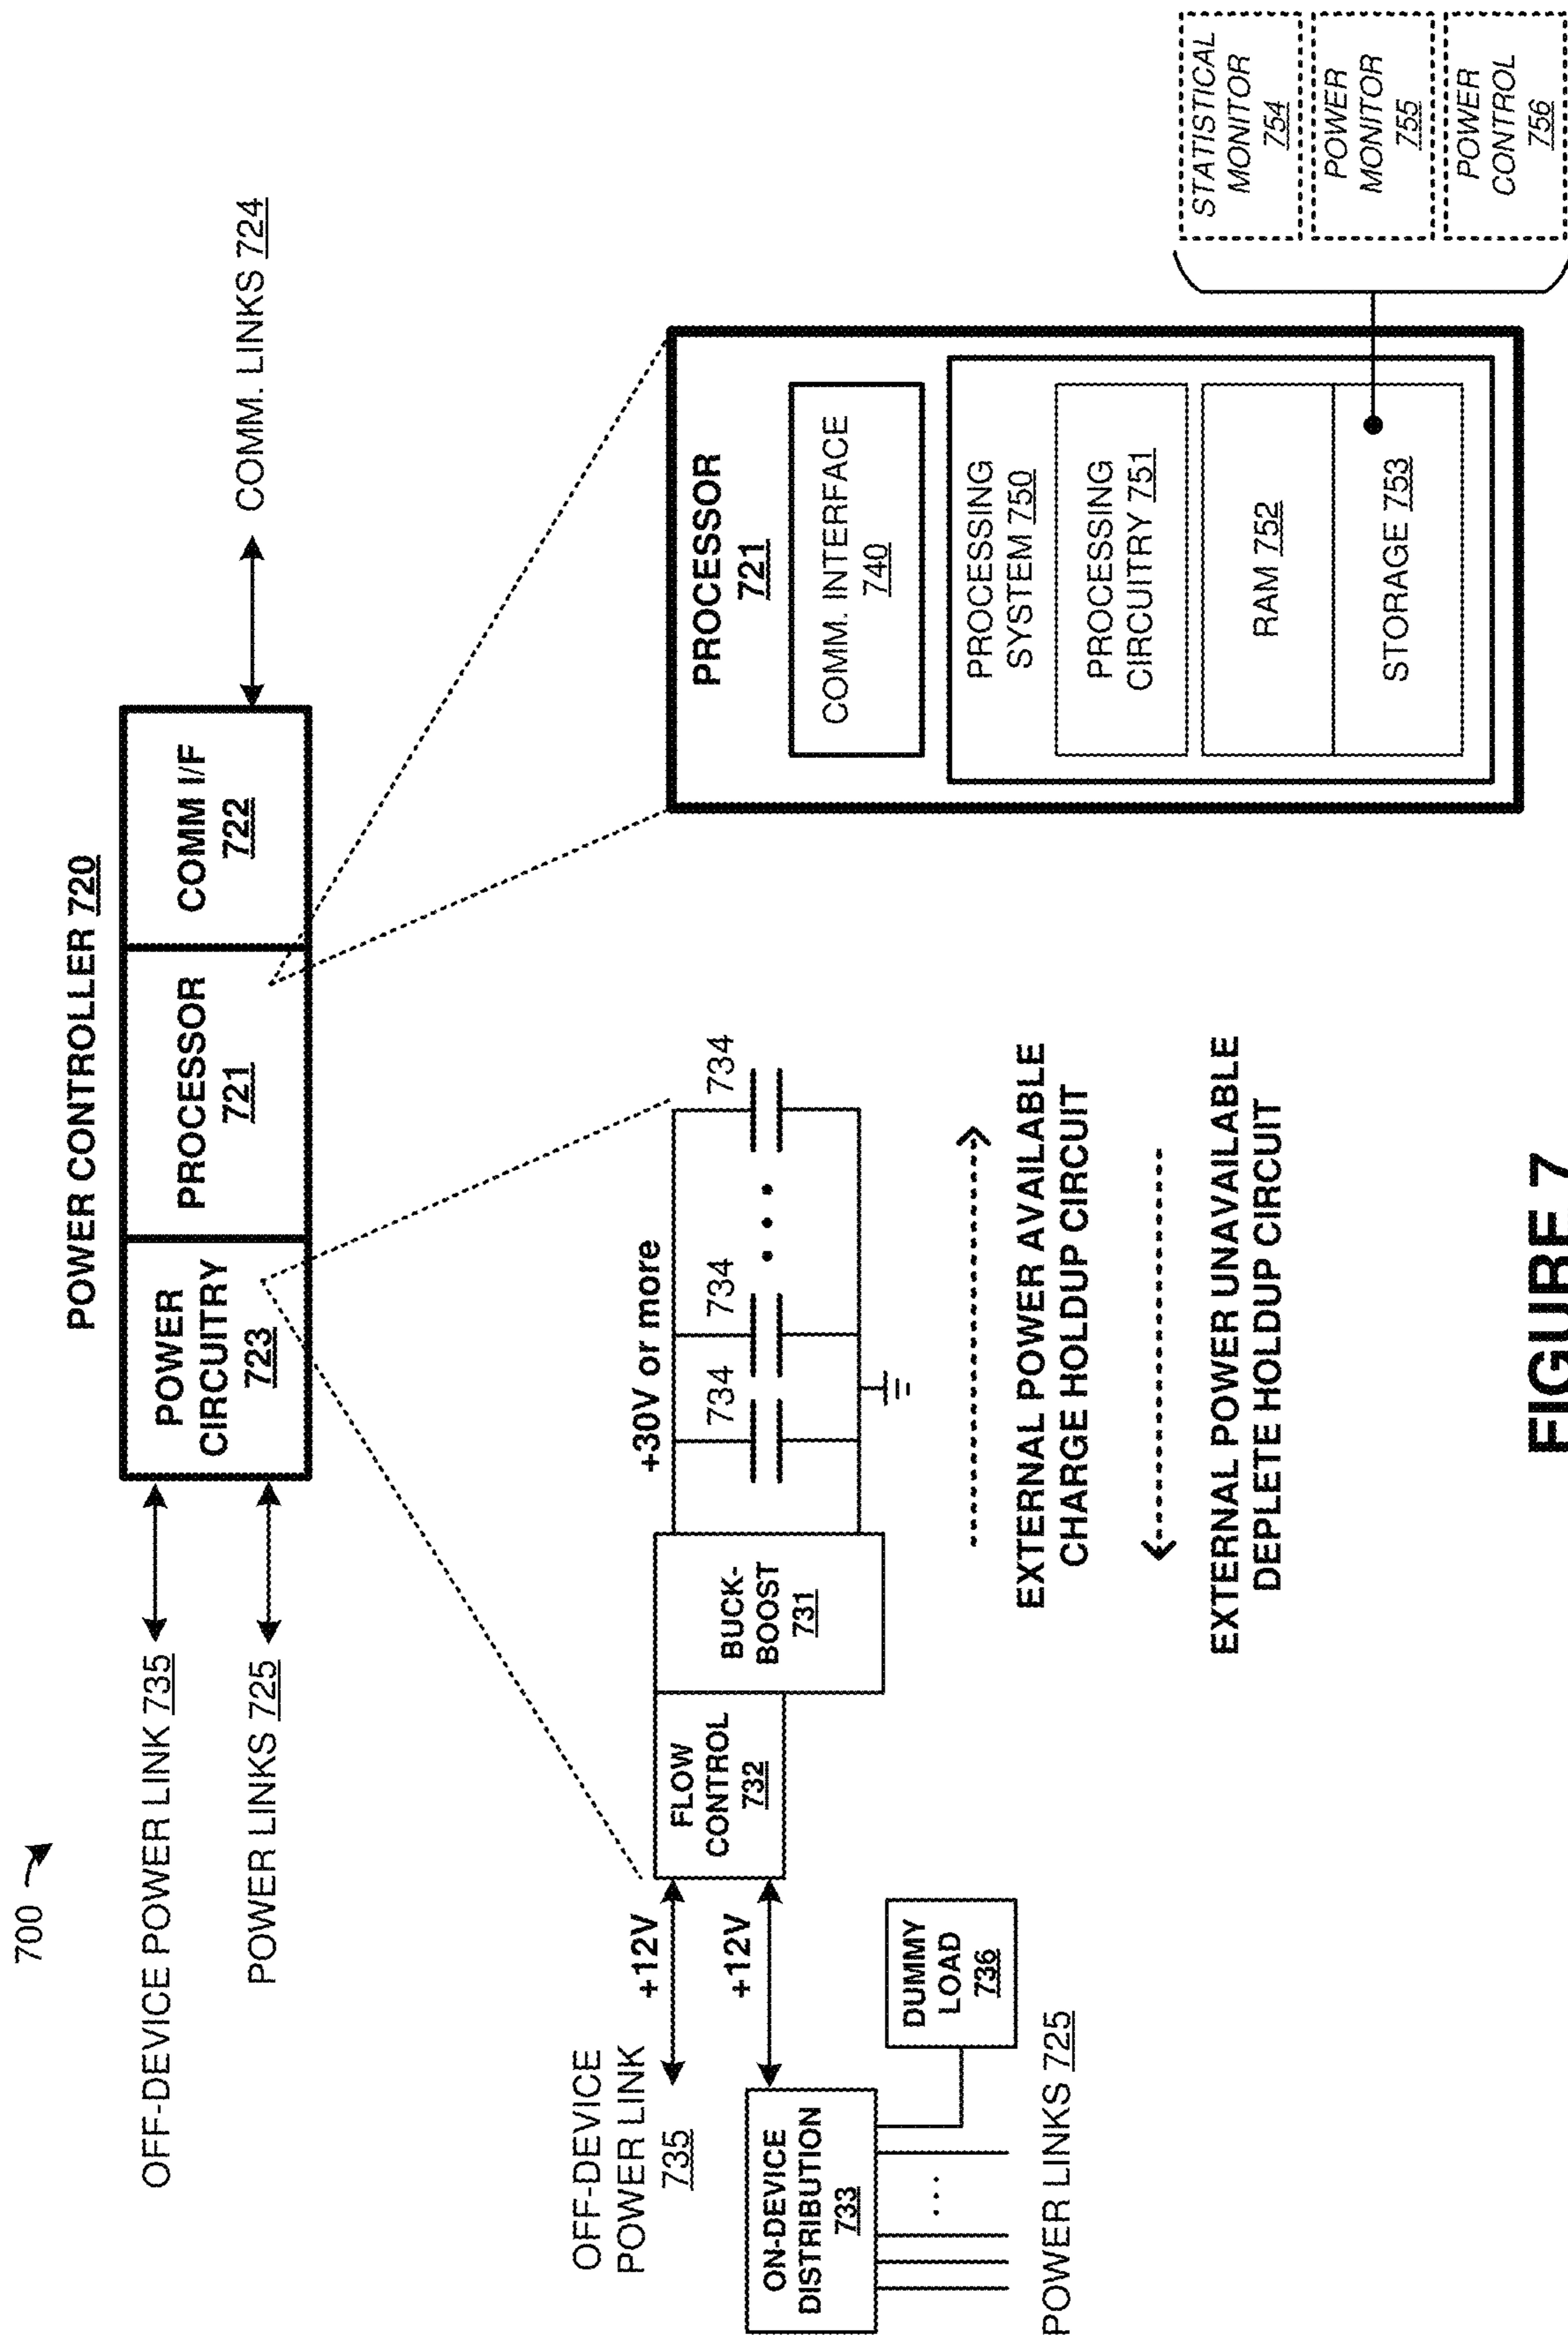 700
POWER CONTROLLER 720
OFF-DEVICE POWER LINK 735
POWER LINKS 725
POWER
CIRCUITRY
723
PROCESSOR
721
COMM I/F
722
COMM. LINKS 724
OFF-DEVICE
POWER LINK
735
+12V
+12V
ON-DEVICE
DISTRIBUTION
733
DUMMY
LOAD
736
. . .
POWER LINKS 725
FLOW
CONTROL
732
BUCK-
BOOST
731
+30V or more
734
734
734
EXTERNAL POWER AVAILABLE
CHARGE HOLDUP CIRCUIT
EXTERNAL POWER UNAVAILABLE
DEPLETE HOLDUP CIRCUIT
PROCESSOR
721
COMM. INTERFACE
740
PROCESSING
SYSTEM 750
PROCESSING
CIRCUITRY 751
RAM 752
STORAGE 753
STATISTICAL
MONITOR
754
POWER
MONITOR
755
POWER
CONTROL
756
FIGURE 7